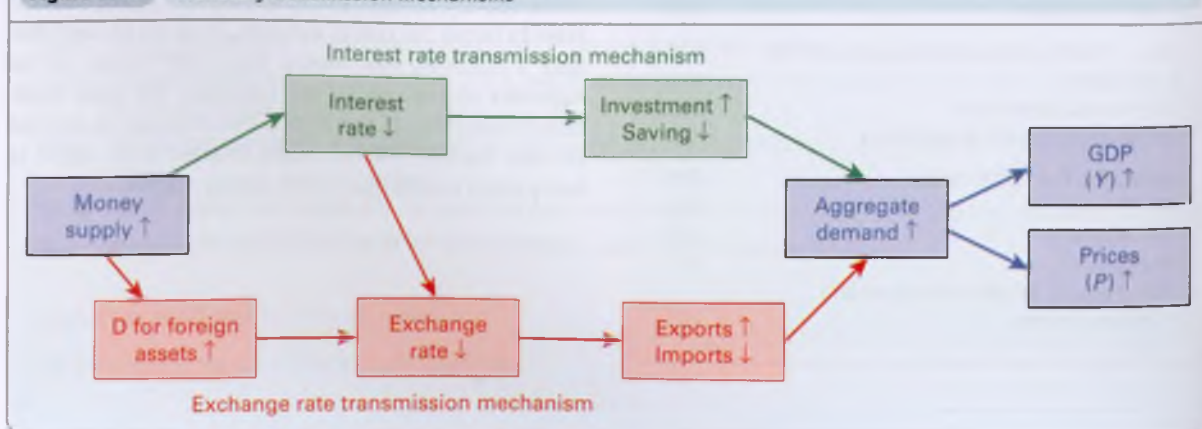 Interest rate transmission mechanism
Interest
rate ↓
Investment ↑
Saving ↓
Money
supply ↑
Aggregate
demand ↑
GDP
(Y) ↑
Prices
(P) ↑
D for foreign
assets ↑
Exchange
rate ↓
Exports ↑
Imports ↓
Exchange rate transmission mechanism